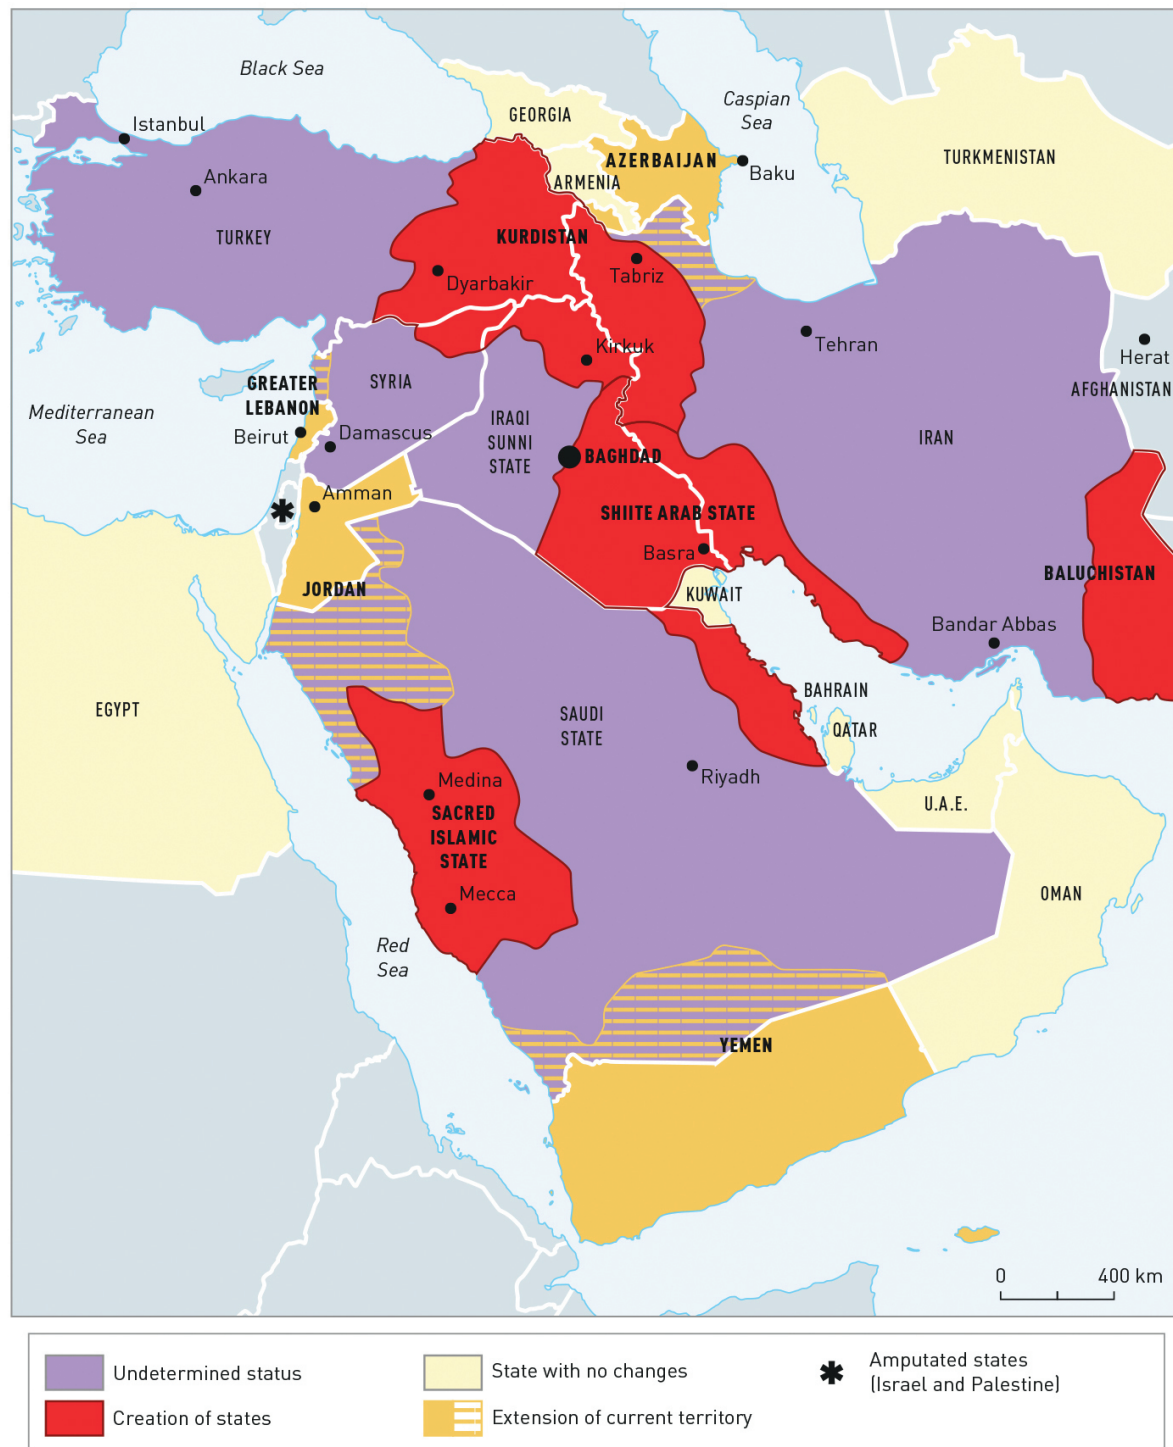 Black Sea
Caspian
Sea
GEORGIA
Istanbul
AZERBAIJAN
Baku
TURKMENISTAN
Ankara
ARMENIA
TURKEY
KURDISTAN
Dyarbakir
Tabriz
Tehran
Herat
Kirkuk
AFGHANISTAN
GREATER
LEBANON
SYRIA
Mediterranean
Sea
Beirut
Damascus
IRAQI
SUNNI
STATE
IRAN
BAGHDAD
Amman
✱
SHIITE ARAB STATE
Basra
JORDAN
KUWAIT
BALUCHISTAN
Bandar Abbas
EGYPT
SAUDI
STATE
BAHRAIN
QATAR
Riyadh
Medina
SACRED
ISLAMIC
STATE
U.A.E.
Mecca
OMAN
Red
Sea
YEMEN
0 400 km
Undetermined status
Creation of states
State with no changes
Extension of current territory
✱ Amputated states
(Israel and Palestine)